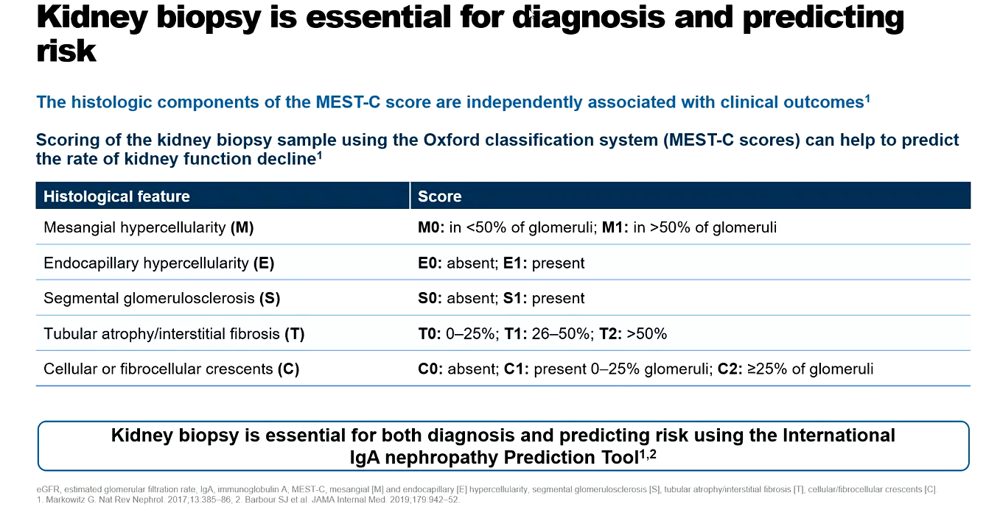 Kidney biopsy is essential for diagnosis and predicting
risk
The histologic components of the MEST-C score are independently associated with clinical outcomes¹
Scoring of the kidney biopsy sample using the Oxford classification system (MEST-C scores) can help to predict
the rate of kidney function decline¹
Histological feature Score
Mesangial hypercellularity (M) M0: in <50% of glomeruli; M1: in >50% of glomeruli
Endocapillary hypercellularity (E) E0: absent; E1: present
Segmental glomerulosclerosis (S) S0: absent; S1: present
Tubular atrophy/interstitial fibrosis (T) T0: 0–25%; T1: 26–50%; T2: >50%
Cellular or fibrocellular crescents (C) C0: absent; C1: present 0–25% glomeruli; C2: ≥25% of glomeruli
Kidney biopsy is essential for both diagnosis and predicting risk using the International
IgA nephropathy Prediction Tool¹,²
eGFR, estimated glomerular filtration rate, IgA, immunoglobulin A; MEST-C, mesangial [M] and endocapillary [E] hypercellularity, segmental glomerulosclerosis [S], tubular atrophy/interstitial fibrosis [T], cellular/fibrocellular crescents [C].
1. Markowitz G. Nat Rev Nephrol. 2017;13:385–86, 2. Barbour SJ et al. JAMA Internal Med. 2019;179:942–52.